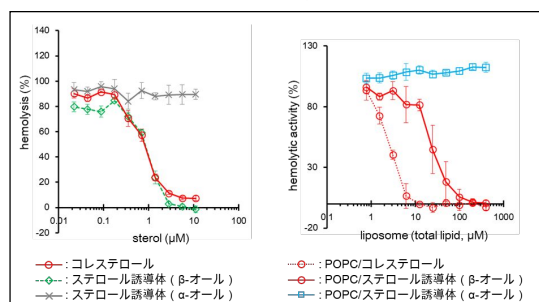 140
120
100
80
60
40
20
0
-20
hemolysis (%)
0.01 0.1 1 10 100
sterol (μM)
: コレステロール
: ステロール誘導体 ( β-オール )
: ステロール誘導体 ( α-オール )
130
80
30
-20
hemolytic activity (%)
0.1 1 10 100 1000
liposome (total lipid, μM)
: POPC/コレステロール
: POPC/ステロール誘導体 ( β-オール )
: POPC/ステロール誘導体 ( α-オール )